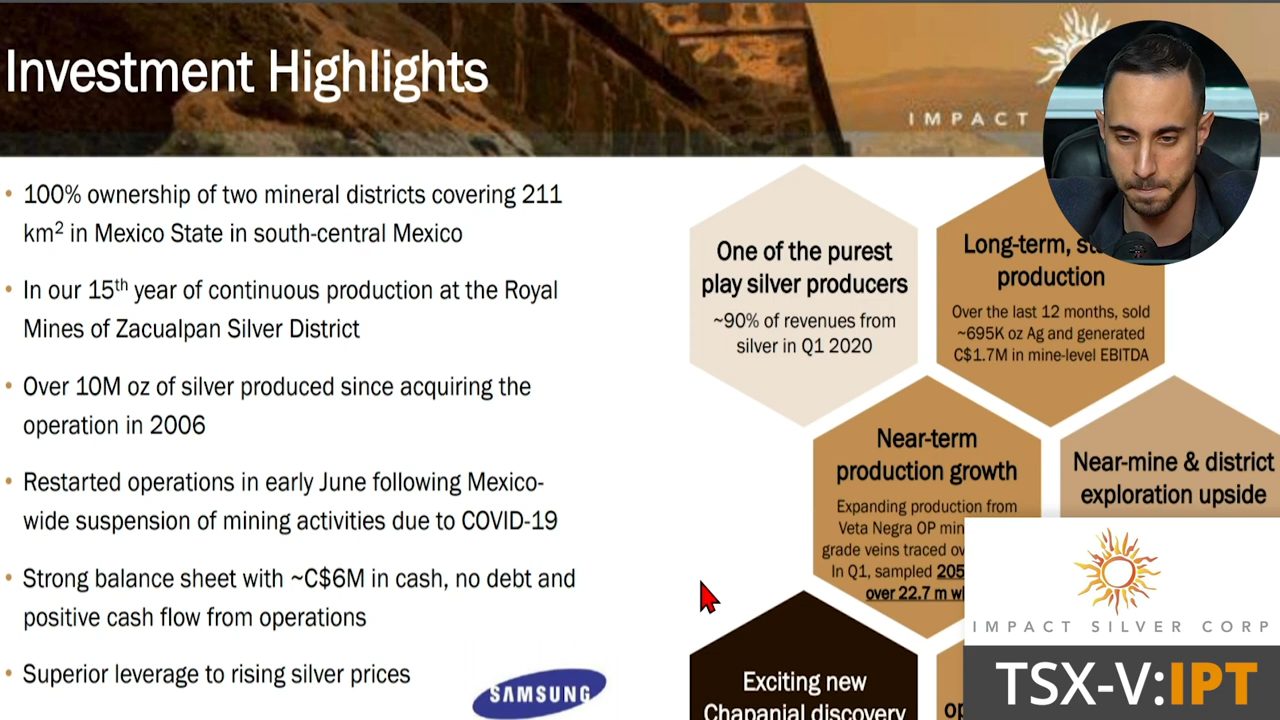 Investment Highlights
IMPACT
P
• 100% ownership of two mineral districts covering 211
km² in Mexico State in south-central Mexico
• In our 15th year of continuous production at the Royal
Mines of Zacualpan Silver District
• Over 10M oz of silver produced since acquiring the
operation in 2006
• Restarted operations in early June following Mexico-
wide suspension of mining activities due to COVID-19
• Strong balance sheet with ~C$6M in cash, no debt and
positive cash flow from operations
• Superior leverage to rising silver prices
SAMSUNG
One of the purest
play silver producers
~90% of revenues from
silver in Q1 2020
Long-term,
production
Over the last 12 months, sold
~695K oz Ag and generated
C$1.7M in mine-level EBITDA
Near-term
production growth
Expanding production from
Veta Negra OP
grade veins traced
In Q1, sampled 205
over 22.7 m
Near-mine & district
exploration upside
Exciting new
Chapanial discovery
IMPACT SILVER CORP
TSX-V:IPT